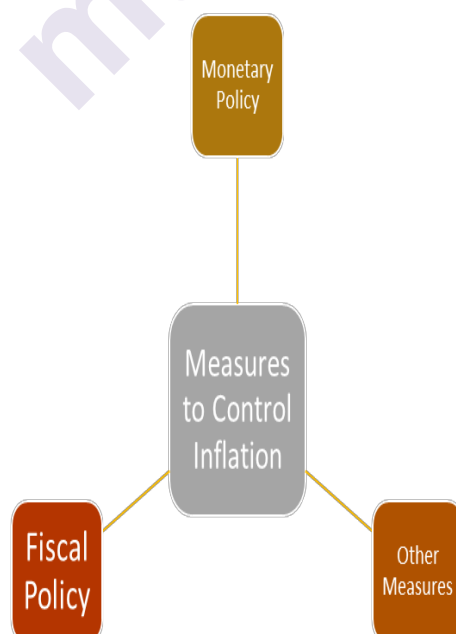 Monetary
Policy
Measures
to Control
Inflation
Fiscal
Policy
Other
Measures